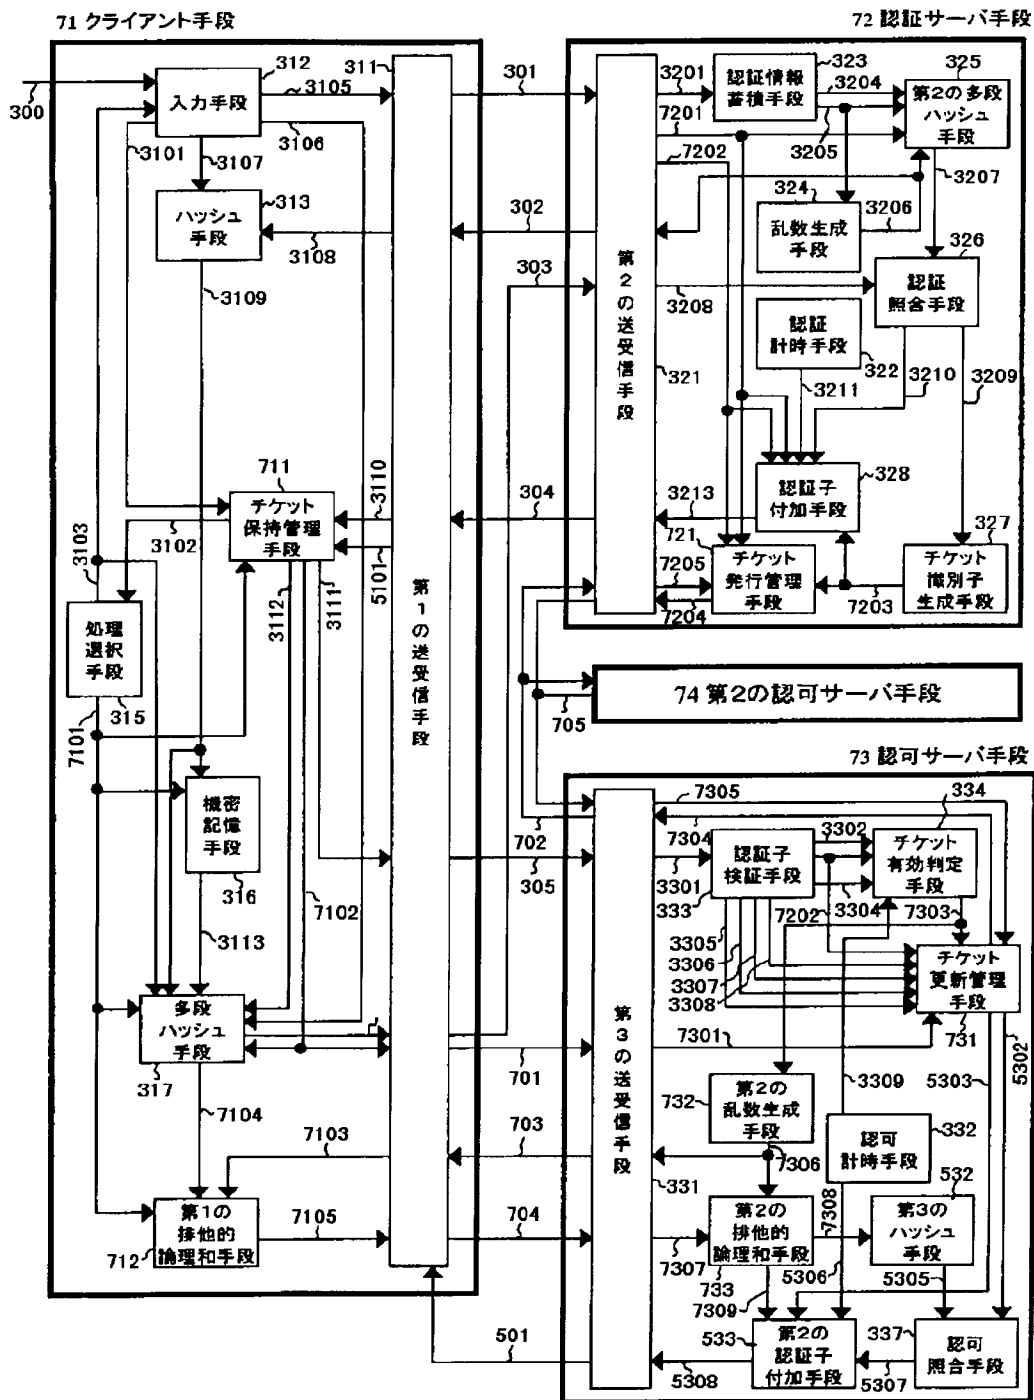 71 クライアント手段
72 認証サーバ手段
300
312
入力手段
3105
3106
3101
3107
313
ハッシュ
手段
3108
3109
311
第1の送受信手段
301
302
303
304
3201
7201
7202
323
認証情報
蓄積手段
3204
3205
325
第2の多段
ハッシュ
手段
3207
324
乱数生成
手段
3206
326
認証
照合手段
3208
第2の送受信手段
321
認証
計時手段
322
3211
3210
3209
328
認証子
付加手段
3213
721
チケット
発行管理
手段
7205
7204
7203
327
チケット
識別子
生成手段
711
チケット
保持管理
手段
3110
5101
3111
3112
3102
3103
処理
選択
手段
315
7101
機密
記憶
手段
316
3113
7102
多段
ハッシュ
手段
317
7104
7103
第1の
排他的
論理和手段
712
7105
705
74 第2の認可サーバ手段
73 認可サーバ手段
702
305
701
703
704
501
第3の送受信手段
331
7305
7304
3301
認証子
検証手段
333
3302
3304
7202
334
チケット
有効判定
手段
7303
3305
3306
3307
3308
チケット
更新管理
手段
731
7301
732
第2の
乱数生成
手段
7306
3309
5303
5302
認可
計時手段
332
532
第3の
ハッシュ
手段
7308
第2の
排他的
論理和手段
733
7307
7309
5306
5305
533
第2の
認証子
付加手段
5308
337
認可
照合手段
5307